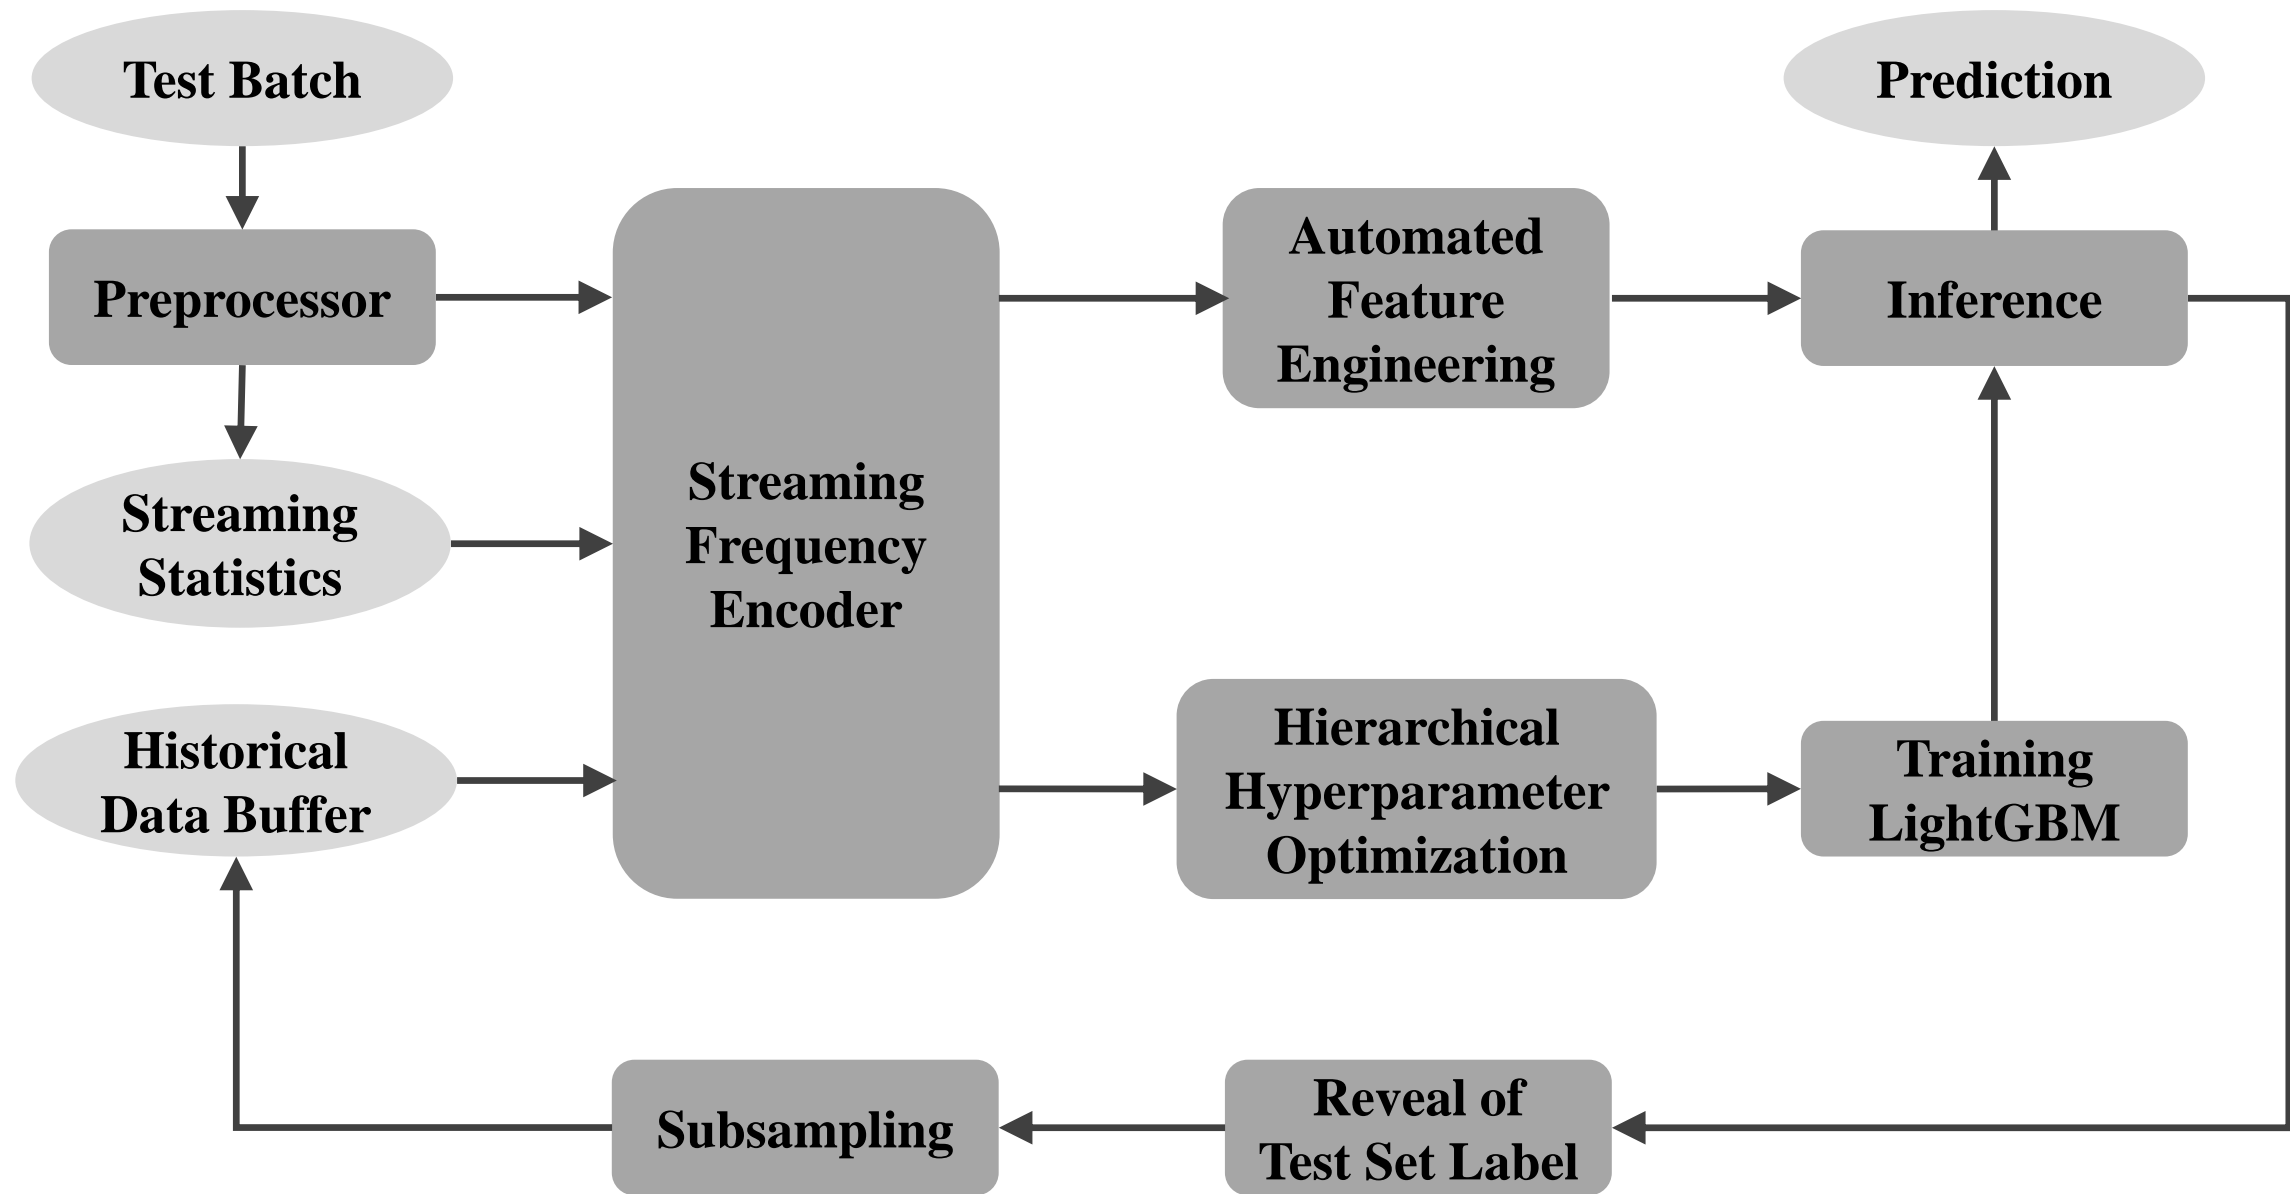 Test Batch
Prediction
Preprocessor
Automated
Feature
Engineering
Inference
Streaming
Statistics
Streaming
Frequency
Encoder
Historical
Data Buffer
Hierarchical
Hyperparameter
Optimization
Training
LightGBM
Subsampling
Reveal of
Test Set Label